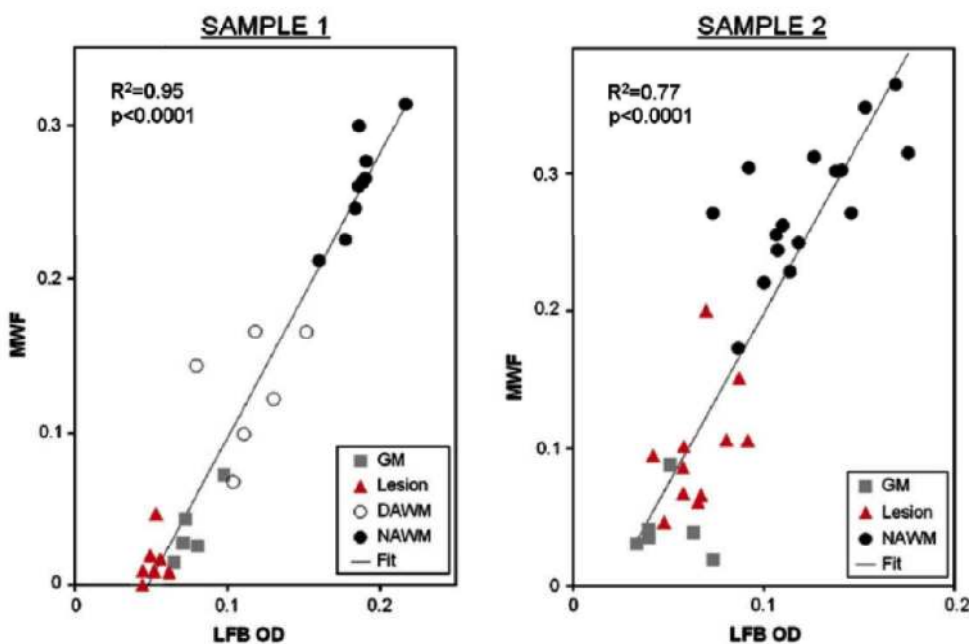 SAMPLE 1
R²=0.95
p<0.0001
0.3
0.2
0.1
0
MWF
GM
Lesion
DAWM
NAWM
Fit
0
0.1
0.2
LFB OD
SAMPLE 2
R²=0.77
p<0.0001
0.3
0.2
0.1
0
MWF
GM
Lesion
NAWM
Fit
0
0.1
0.2
LFB OD